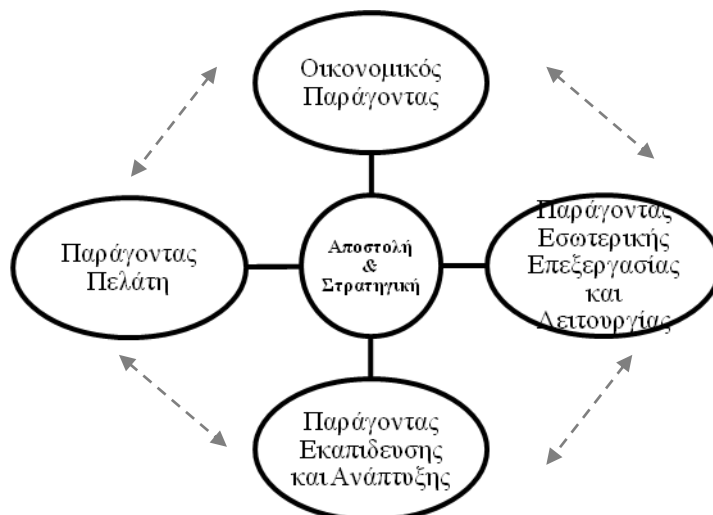 Οικονομικός
Παράγοντας
Παράγοντας
Πελάτη
Αποστολή
&
Στρατηγική
Παράγοντας
Εσωτερικής
Επεξεργασίας
και
Λειτουργίας
Παράγοντας
Εκαπιδευσης
και Ανάπτυξης